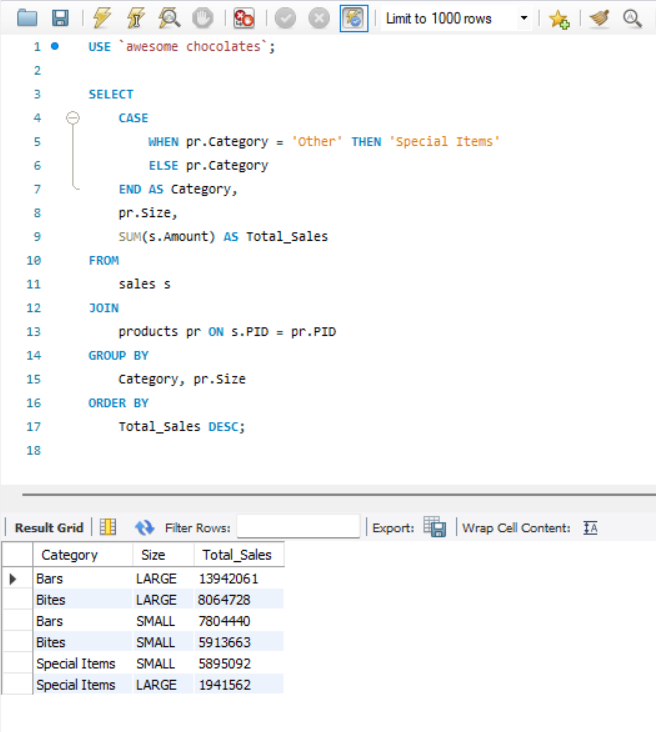 Limit to 1000 rows
1 USE `awesome chocolates`;
2
3 SELECT
4 CASE
5 WHEN pr.Category = 'Other' THEN 'Special Items'
6 ELSE pr.Category
7 END AS Category,
8 pr.Size,
9 SUM(s.Amount) AS Total_Sales
10 FROM
11 sales s
12 JOIN
13 products pr ON s.PID = pr.PID
14 GROUP BY
15 Category, pr.Size
16 ORDER BY
17 Total_Sales DESC;
18
Result Grid Filter Rows: Export: Wrap Cell Content: IA
Category Size Total_Sales
Bars LARGE 13942061
Bites LARGE 8064728
Bars SMALL 7804440
Bites SMALL 5913663
Special Items SMALL 5895092
Special Items LARGE 1941562